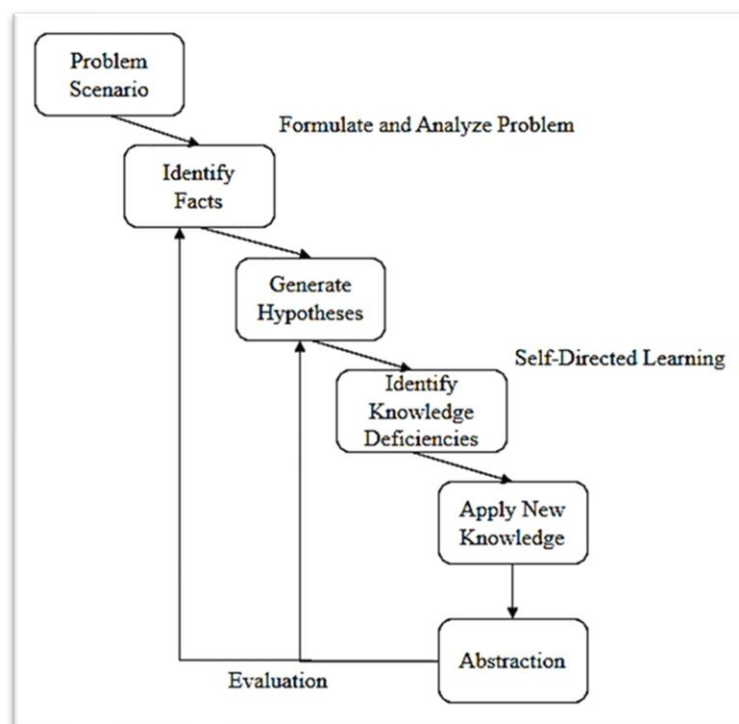 Problem
Scenario
Formulate and Analyze Problem
Identify
Facts
Generate
Hypotheses
Self-Directed Learning
Identify
Knowledge
Deficiencies
Apply New
Knowledge
Abstraction
Evaluation